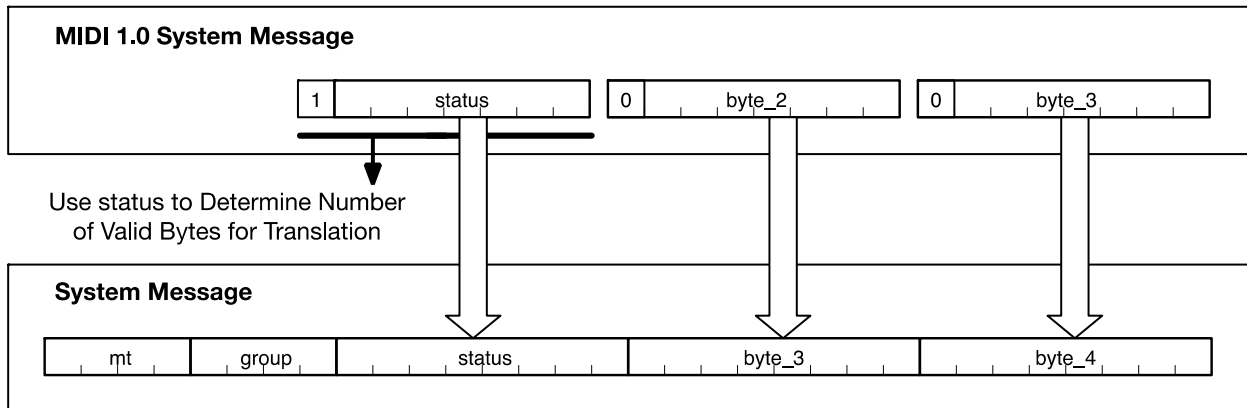 MIDI 1.0 System Message
1 status 0 byte_2 0 byte_3
Use status to Determine Number
of Valid Bytes for Translation
System Message
mt group status byte_3 byte_4